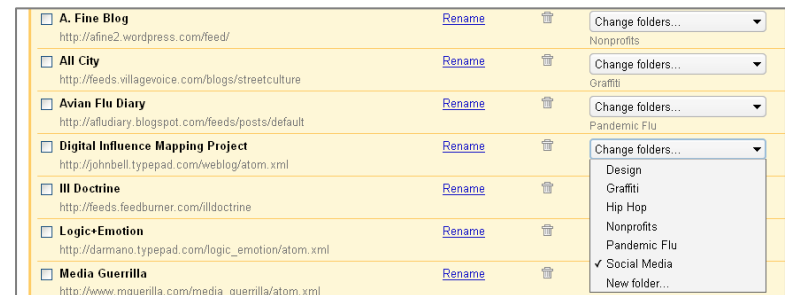 A. Fine Blog Rename Change folders...
http://afine2.wordpress.com/feed/ Nonprofits
All City Rename Change folders...
http://feeds.villagevoice.com/blogs/streetculture Graffiti
Avian Flu Diary Rename Change folders...
http://afludiary.blogspot.com/feeds/posts/default Pandemic Flu
Digital Influence Mapping Project Rename Change folders...
http://johnbell.typepad.com/weblog/atom.xml
Design
Ill Doctrine Rename Graffiti
http://feeds.feedburner.com/illdoctrine Hip Hop
Nonprofits
Logic+Emotion Rename Pandemic Flu
http://darmano.typepad.com/logic_emotion/atom.xml
✓ Social Media
Media Guerrilla Rename
New folder...
http://www.mguerilla.com/media_guerrilla/atom.xml